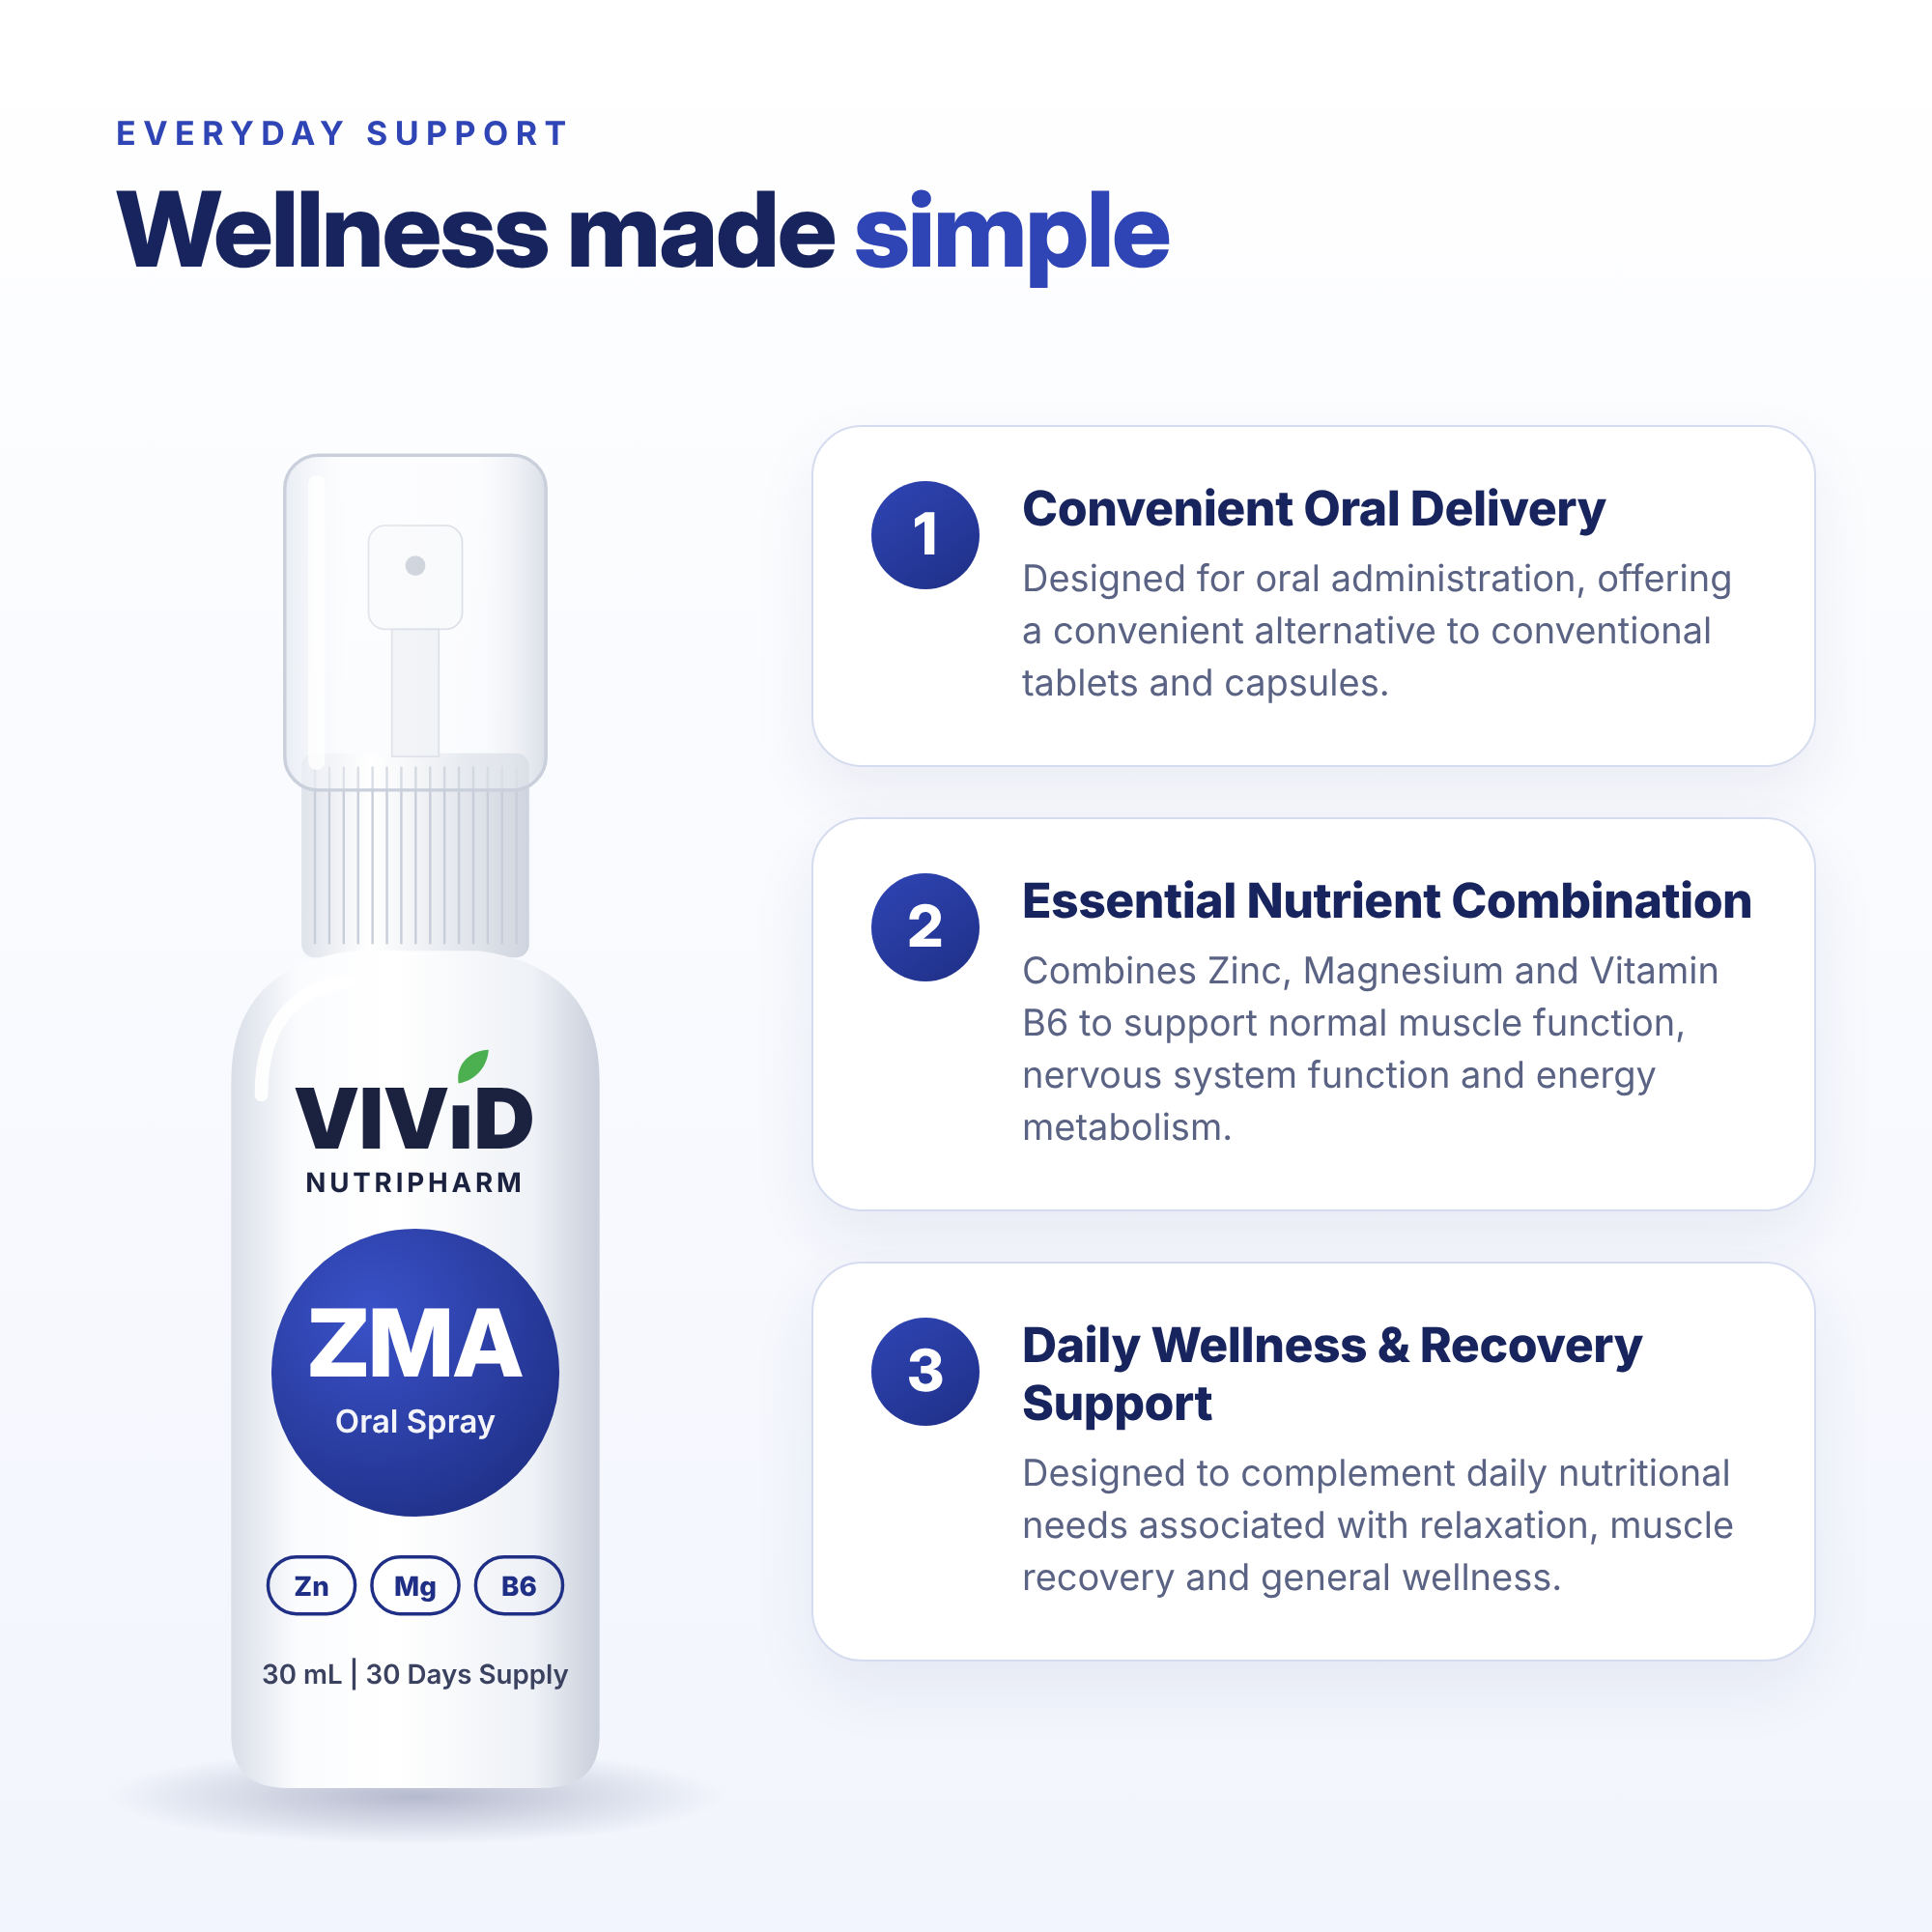 EVERYDAY SUPPORT
Wellness made simple
VIViD
NUTRIPHARM
ZMA
Oral Spray
Zn Mg B6
30 mL | 30 Days Supply
1 Convenient Oral Delivery
Designed for oral administration, offering
a convenient alternative to conventional
tablets and capsules.
2 Essential Nutrient Combination
Combines Zinc, Magnesium and Vitamin
B6 to support normal muscle function,
nervous system function and energy
metabolism.
3 Daily Wellness & Recovery
Support
Designed to complement daily nutritional
needs associated with relaxation, muscle
recovery and general wellness.